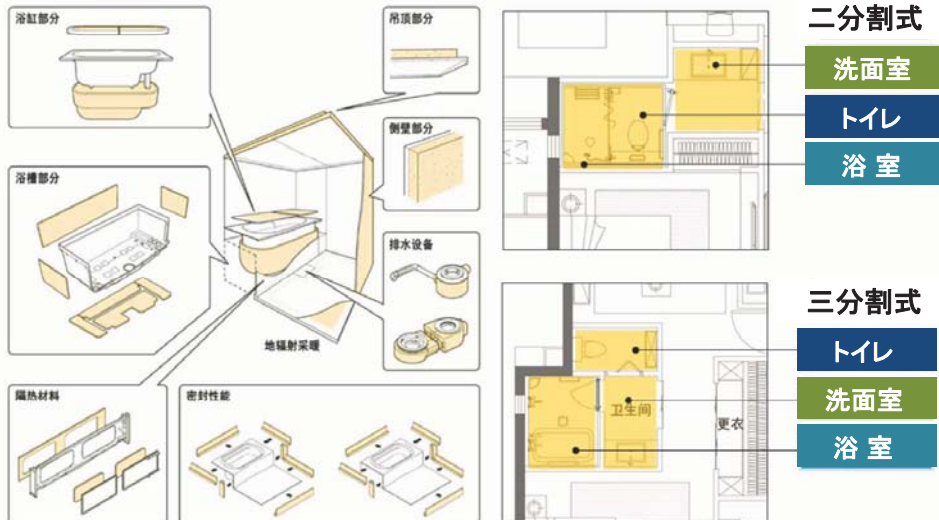 浴缸部分
吊顶部分
侧壁部分
浴槽部分
排水设备
地辐射采暖
隔热材料
密封性能
二分割式
洗面室
トイレ
浴 室
三分割式
トイレ
洗面室
浴 室
卫生间
更衣